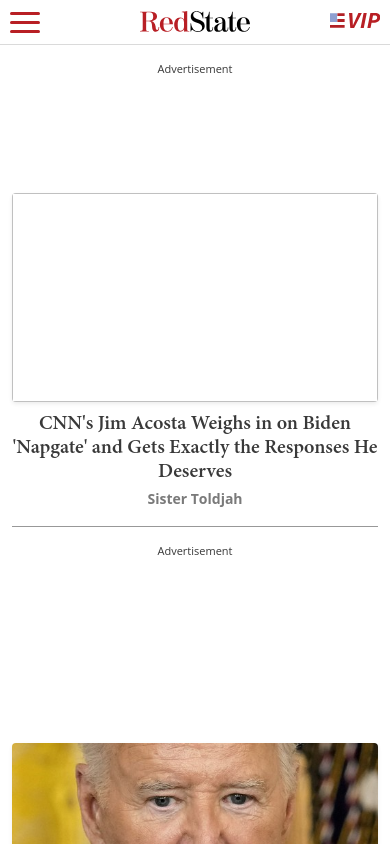 RedState
VIP
Advertisement
CNN's Jim Acosta Weighs in on Biden
'Napgate' and Gets Exactly the Responses He
Deserves
Sister Toldjah
Advertisement